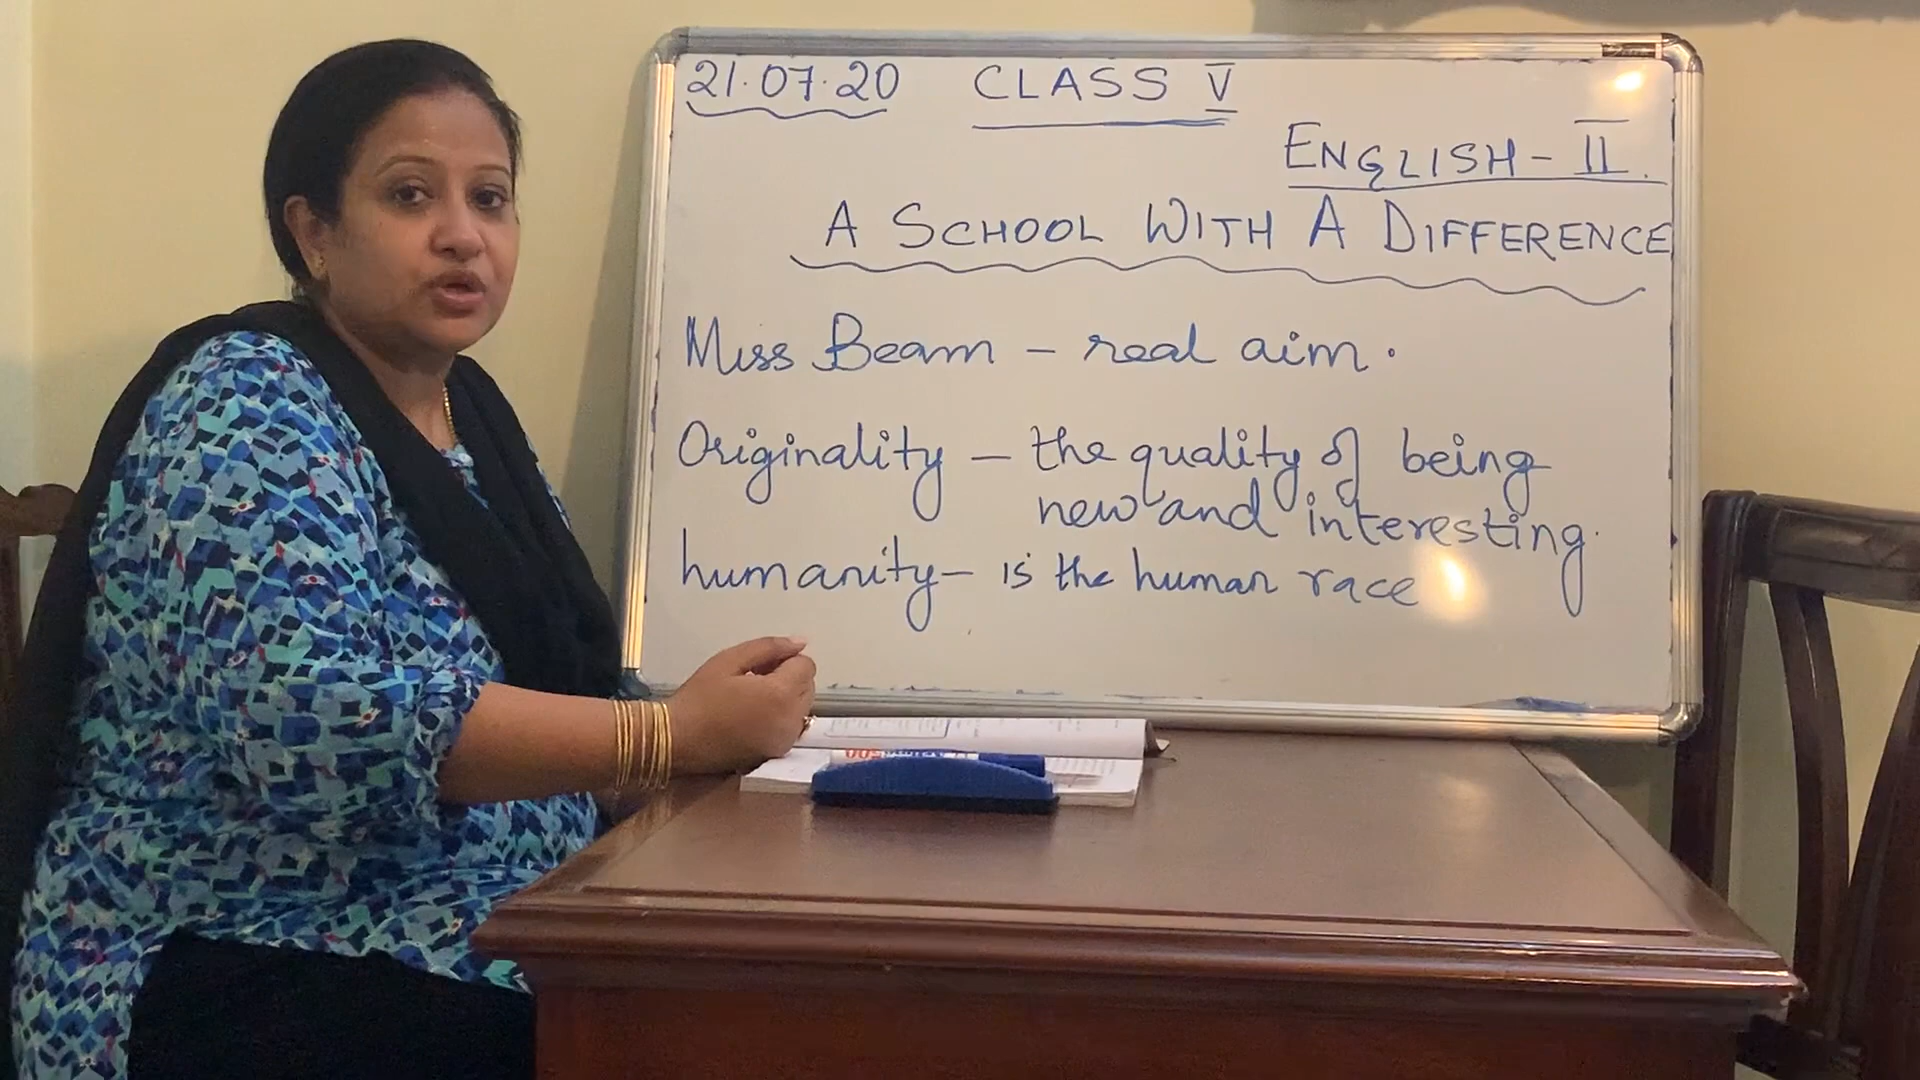 21.07.20 CLASS V
ENGLISH - II.
A SCHOOL WITH A DIFFERENCE
Miss Beam - real aim.
Originality - the quality of being
new and interesting.
humanity - is the human race